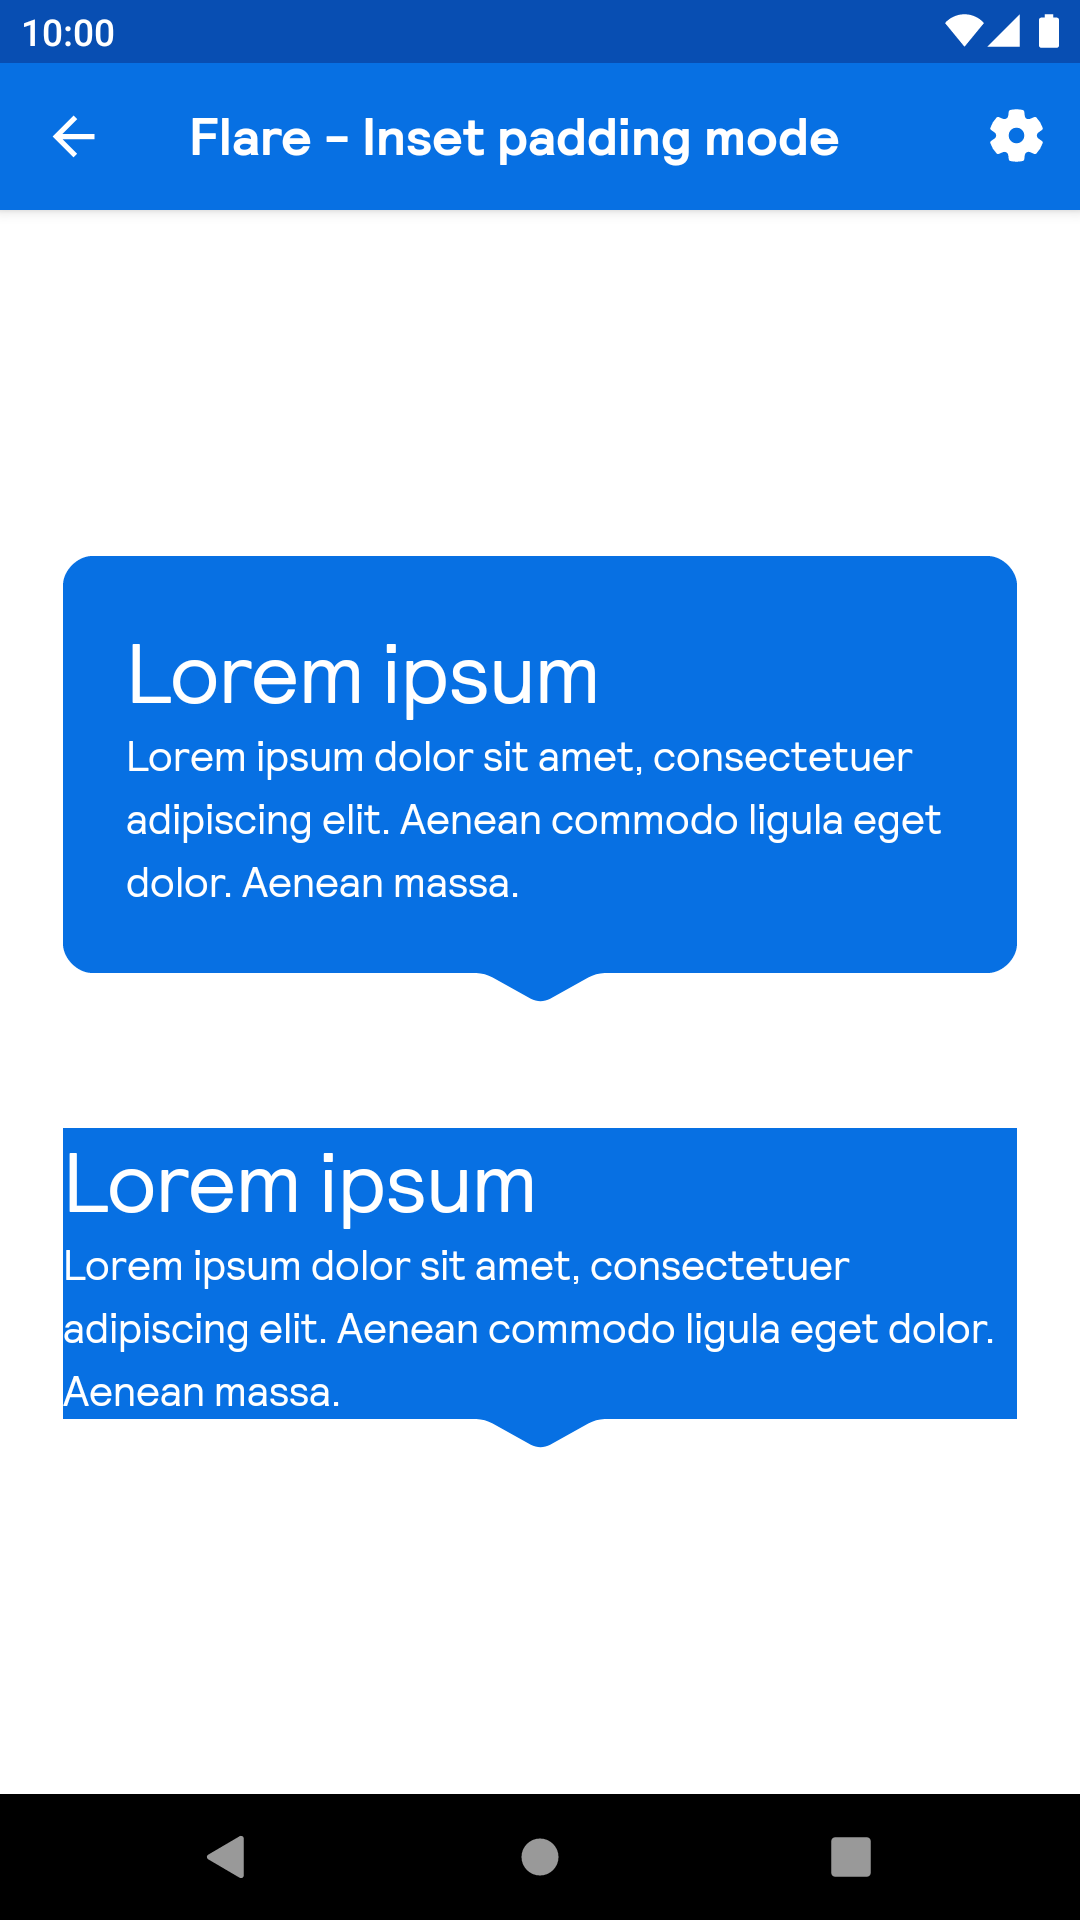 10:00
Flare - Inset padding mode
Lorem ipsum
Lorem ipsum dolor sit amet, consectetuer
adipiscing elit. Aenean commodo ligula eget
dolor. Aenean massa.
Lorem ipsum
Lorem ipsum dolor sit amet, consectetuer
adipiscing elit. Aenean commodo ligula eget dolor.
Aenean massa.